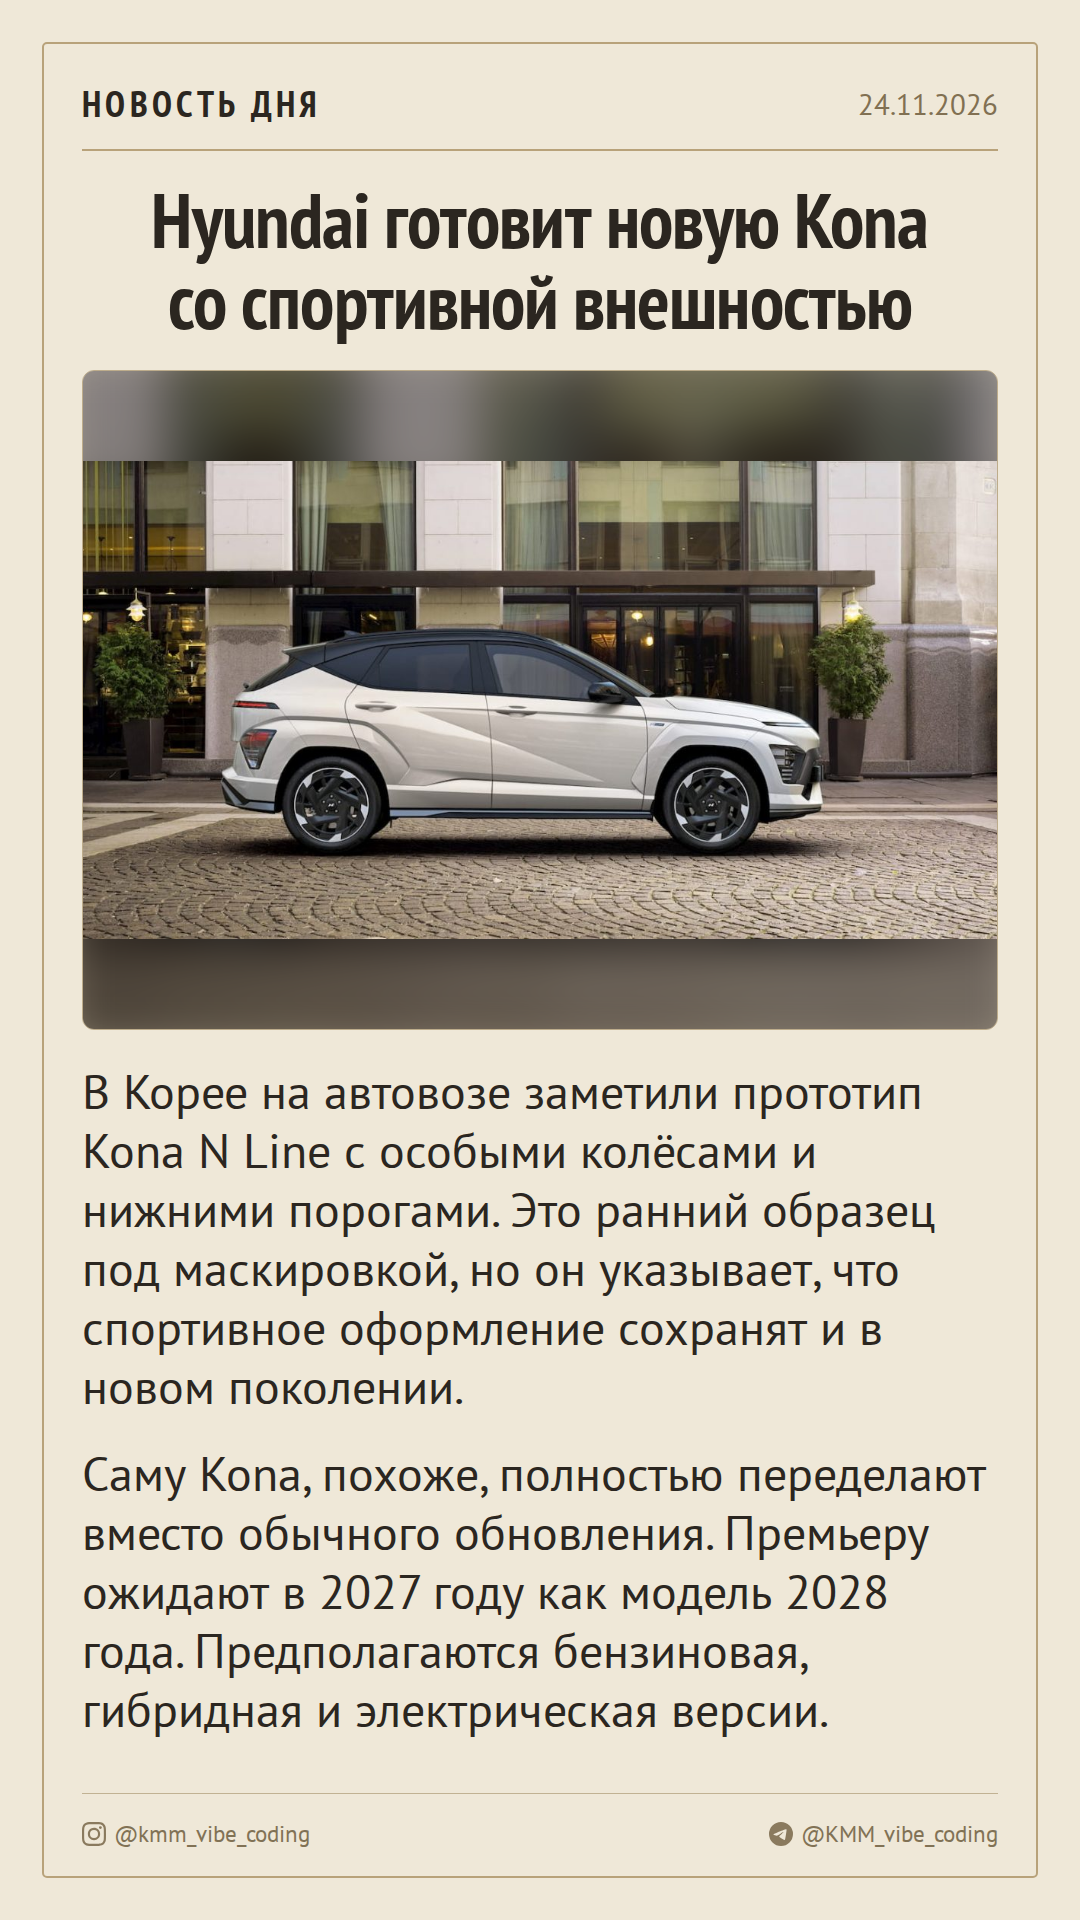 НОВОСТЬ ДНЯ
24.11.2026
Hyundai готовит новую Kona
со спортивной внешностью
В Корее на автовозе заметили прототип
Kona N Line с особыми колёсами и
нижними порогами. Это ранний образец
под маскировкой, но он указывает, что
спортивное оформление сохранят и в
новом поколении.
Саму Kona, похоже, полностью переделают
вместо обычного обновления. Премьеру
ожидают в 2027 году как модель 2028
года. Предполагаются бензиновая,
гибридная и электрическая версии.
@kmm_vibe_coding
@KMM_vibe_coding